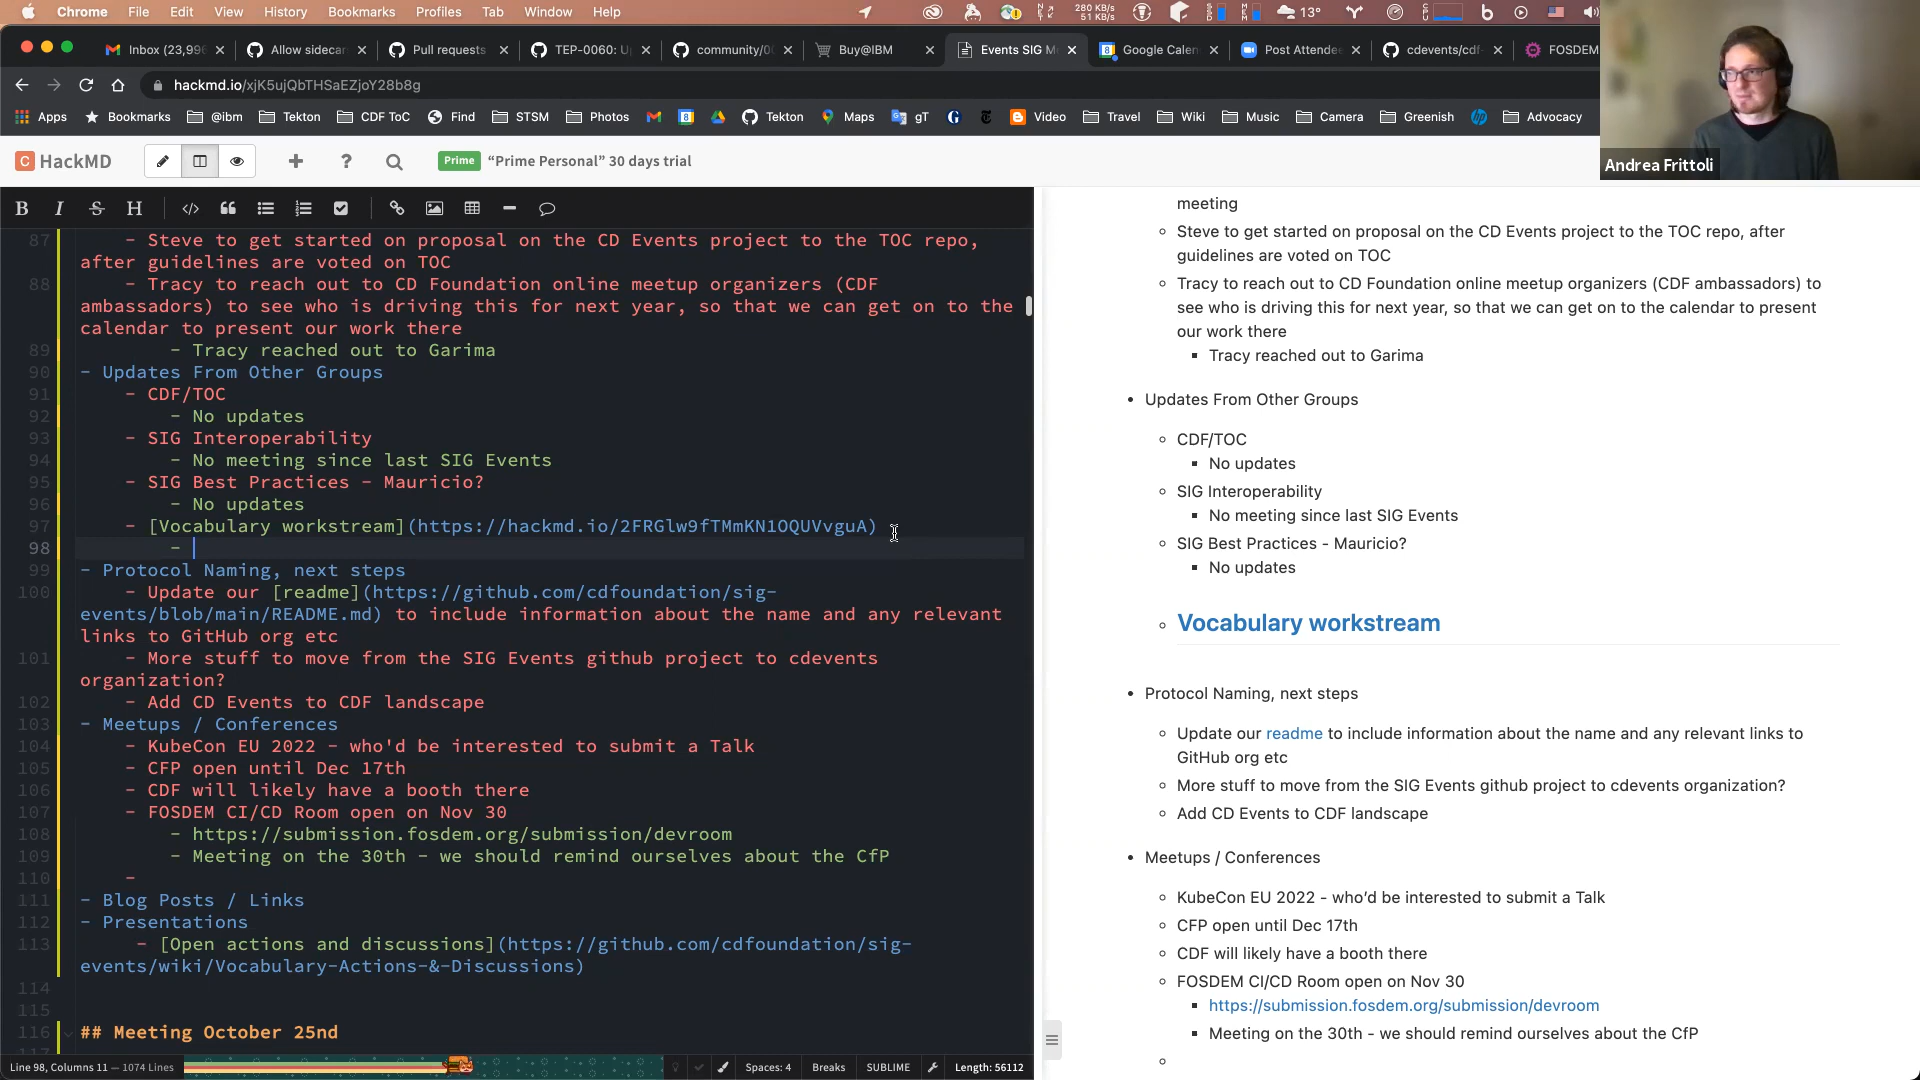 Chrome File Edit View History Bookmarks Profiles Tab Window Help 280 KB/s 51 KB/s 13°
Inbox (23,996 Allow sideca Pull requests TEP-0060: U community/0 Buy@IBM Events SIG M Google Calen Post Attende cdevents/cdf- FOSDEM
hackmd.io/xjK5ujQbTHSaEZjoY28b8g
Apps Bookmarks @ibm Tekton CDF ToC Find STSM Photos Tekton Maps gT Video Travel Wiki Music Camera Greenish Advocacy
Andrea Frittoli
HackMD Prime "Prime Personal" 30 days trial
87 - Steve to get started on proposal on the CD Events project to the TOC repo,
after guidelines are voted on TOC
88 - Tracy to reach out to CD Foundation online meetup organizers (CDF
ambassadors) to see who is driving this for next year, so that we can get on to the
calendar to present our work there
89 - Tracy reached out to Garima
90 - Updates From Other Groups
91 - CDF/TOC
92 - No updates
93 - SIG Interoperability
94 - No meeting since last SIG Events
95 - SIG Best Practices - Mauricio?
96 - No updates
97 - [Vocabulary workstream](https://hackmd.io/2FRGlw9fTMmKN1OQUVvguA)
98 -
99 - Protocol Naming, next steps
100 - Update our [readme](https://github.com/cdfoundation/sig-
events/blob/main/README.md) to include information about the name and any relevant
links to GitHub org etc
101 - More stuff to move from the SIG Events github project to cdevents
organization?
102 - Add CD Events to CDF landscape
103 - Meetups / Conferences
104 - KubeCon EU 2022 - who'd be interested to submit a Talk
105 - CFP open until Dec 17th
106 - CDF will likely have a booth there
107 - FOSDEM CI/CD Room open on Nov 30
108 - https://submission.fosdem.org/submission/devroom
109 - Meeting on the 30th - we should remind ourselves about the CfP
110 -
111 - Blog Posts / Links
112 - Presentations
113 - [Open actions and discussions](https://github.com/cdfoundation/sig-
events/wiki/Vocabulary-Actions-&-Discussions)
114
115
116 ## Meeting October 25nd
Line 98, Columns 11 — 1074 Lines Spaces: 4 Breaks SUBLIME Length: 56112
meeting
Steve to get started on proposal on the CD Events project to the TOC repo, after
guidelines are voted on TOC
Tracy to reach out to CD Foundation online meetup organizers (CDF ambassadors) to
see who is driving this for next year, so that we can get on to the calendar to present
our work there
Tracy reached out to Garima
Updates From Other Groups
CDF/TOC
No updates
SIG Interoperability
No meeting since last SIG Events
SIG Best Practices - Mauricio?
No updates
Vocabulary workstream
Protocol Naming, next steps
Update our readme to include information about the name and any relevant links to
GitHub org etc
More stuff to move from the SIG Events github project to cdevents organization?
Add CD Events to CDF landscape
Meetups / Conferences
KubeCon EU 2022 - who'd be interested to submit a Talk
CFP open until Dec 17th
CDF will likely have a booth there
FOSDEM CI/CD Room open on Nov 30
https://submission.fosdem.org/submission/devroom
Meeting on the 30th - we should remind ourselves about the CfP